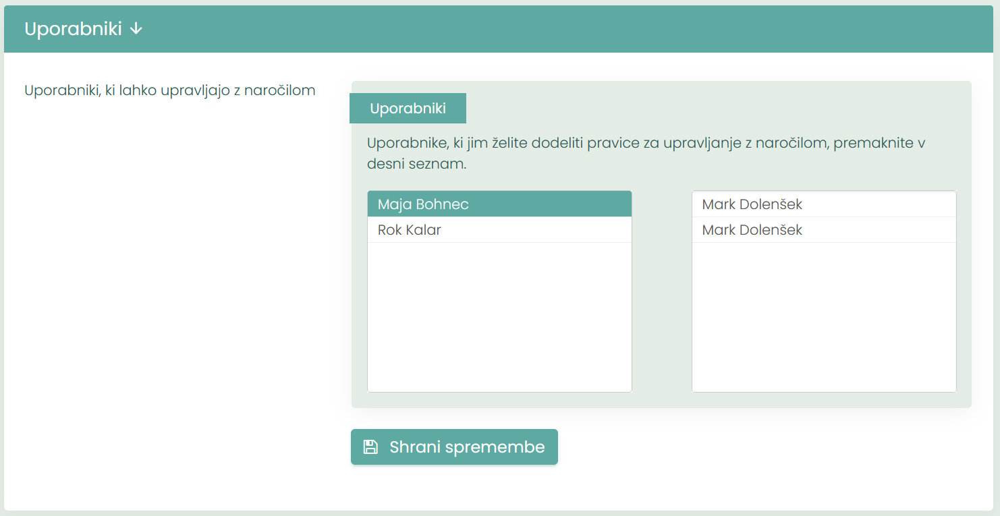 Uporabniki
Uporabniki, ki lahko upravljajo z naročilom
Uporabniki
Uporabnike, ki jim želite dodeliti pravice za upravljanje z naročilom, premaknite v
desni seznam.
Maja Bohnec
Rok Kalar
Mark Dolenšek
Mark Dolenšek
Shrani spremembe